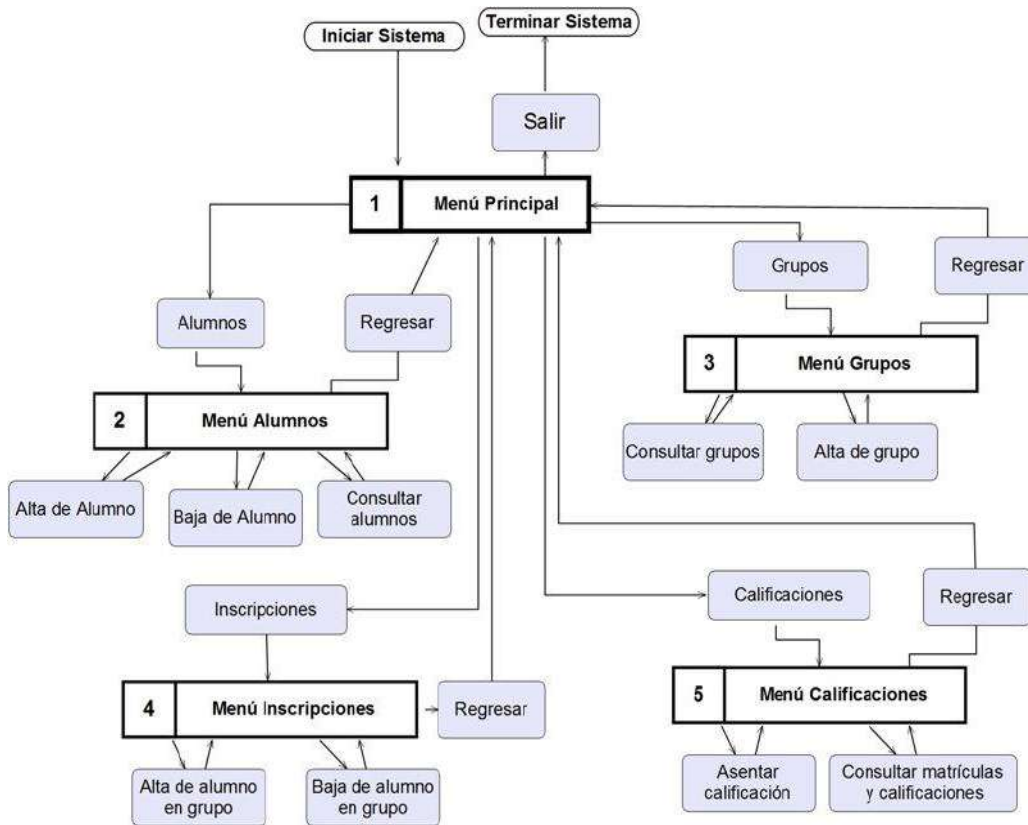 Terminar Sistema
Iniciar Sistema
Salir
1
Menú Principal
Grupos
Regresar
Alumnos
Regresar
3
Menú Grupos
2
Menú Alumnos
Consultar grupos
Alta de grupo
Alta de Alumno
Baja de Alumno
Consultar
alumnos
Inscripciones
Calificaciones
Regresar
4
Menú Inscripciones
Regresar
5
Menú Calificaciones
Alta de alumno
en grupo
Baja de alumno
en grupo
Asentar
calificación
Consultar matrículas
y calificaciones